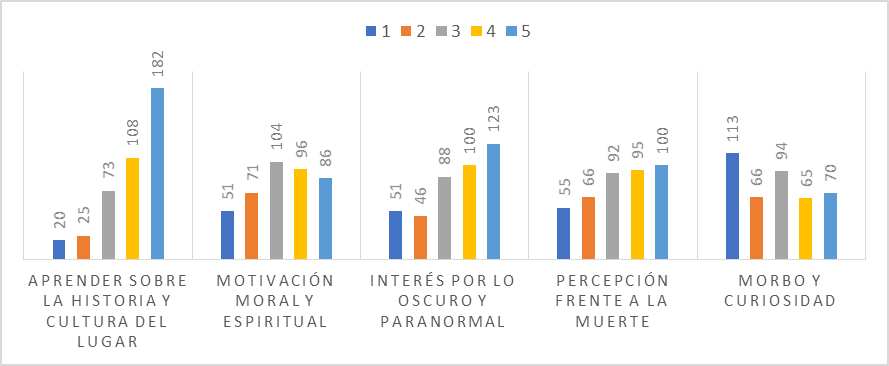 1 2 3 4 5
20 25 73 108 182
51 71 104 96 86
51 46 88 100 123
55 66 92 95 100
113 66 94 65 70
APRENDER SOBRE
LA HISTORIA Y
CULTURA DEL
LUGAR
MOTIVACIÓN
MORAL Y
ESPIRITUAL
INTERÉS POR LO
OSCURO Y
PARANORMAL
PERCEPCIÓN
FRENTE A LA
MUERTE
MORBO Y
CURIOSIDAD